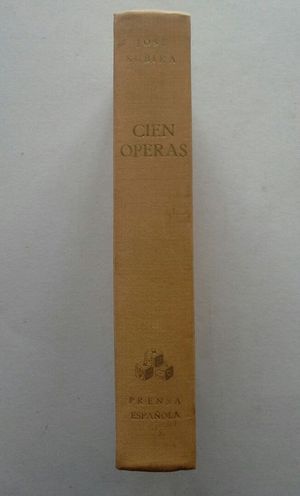 JOSE
SUBIRA
CIEN
OPERAS
PRENSA
ESPAÑOLA